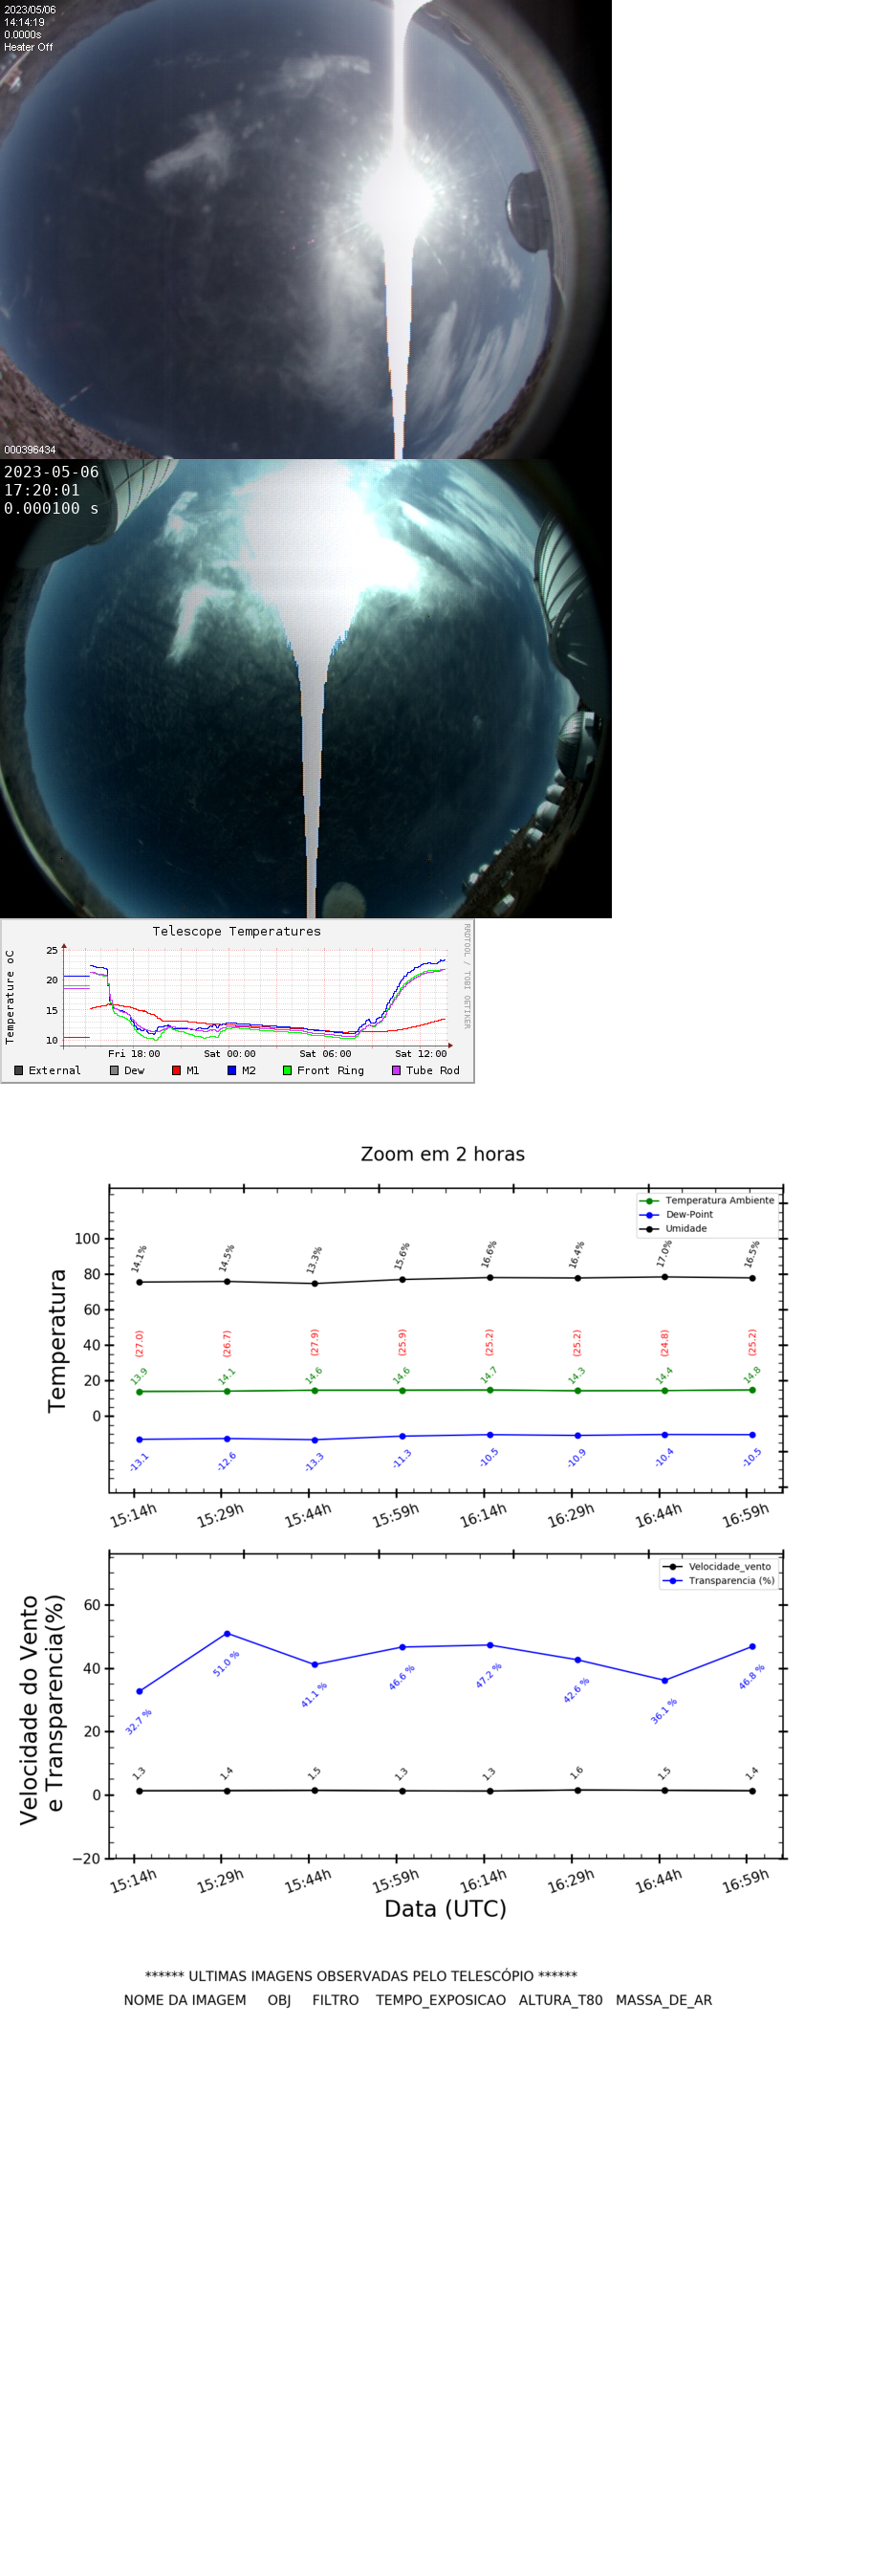 2023/05/06
14:14:19
0.0000s
Heater Off
000396434
2023-05-06
17:20:01
0.000100 s
Telescope Temperatures
RRDTOOL / TOBI OETIKER
Temperature oC
25
20
15
10
Fri 18:00 Sat 00:00 Sat 06:00 Sat 12:00
External Dew M1 M2 Front Ring Tube Rod
Zoom em 2 horas
Temperatura Ambiente
Dew-Point
Umidade
Temperatura
100
80
60
40
20
0
14.1% 14.5% 13.3% 15.6% 16.6% 16.4% 17.0% 16.5%
(27.0) (26.7) (27.9) (25.9) (25.2) (25.2) (24.8) (25.2)
13.9 14.1 14.6 14.6 14.7 14.3 14.4 14.8
-13.1 -12.6 -13.3 -11.3 -10.5 -10.9 -10.4 -10.5
15:14h 15:29h 15:44h 15:59h 16:14h 16:29h 16:44h 16:59h
Velocidade_vento
Transparencia (%)
Velocidade do Vento
e Transparencia(%)
60
40
20
0
−20
32.7 % 51.0 % 41.1 % 46.6 % 47.2 % 42.6 % 36.1 % 46.8 %
1.3 1.4 1.5 1.3 1.3 1.6 1.5 1.4
15:14h 15:29h 15:44h 15:59h 16:14h 16:29h 16:44h 16:59h
Data (UTC)
****** ULTIMAS IMAGENS OBSERVADAS PELO TELESCÓPIO ******
NOME DA IMAGEM OBJ FILTRO TEMPO_EXPOSICAO ALTURA_T80 MASSA_DE_AR